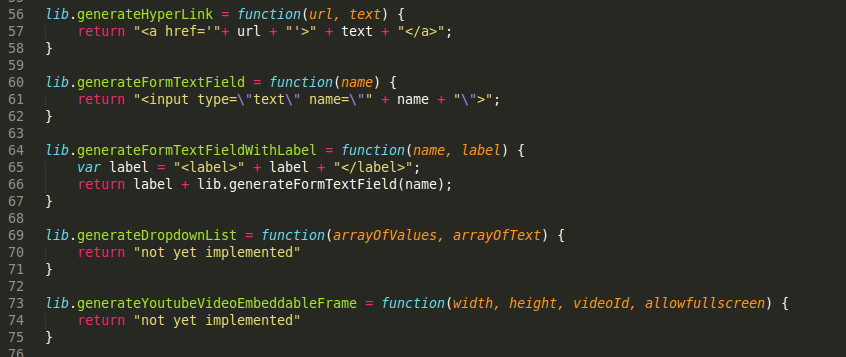 56 lib.generateHyperLink = function(url, text) {
57     return "<a href='"+ url + "'>" + text + "</a>";
58 }
59
60 lib.generateFormTextField = function(name) {
61     return "<input type=\"text\" name=\"" + name + "\">";
62 }
63
64 lib.generateFormTextFieldWithLabel = function(name, label) {
65     var label = "<label>" + label + "</label>";
66     return label + lib.generateFormTextField(name);
67 }
68
69 lib.generateDropdownList = function(arrayOfValues, arrayOfText) {
70     return "not yet implemented"
71 }
72
73 lib.generateYoutubeVideoEmbeddableFrame = function(width, height, videoId, allowfullscreen) {
74     return "not yet implemented"
75 }
76